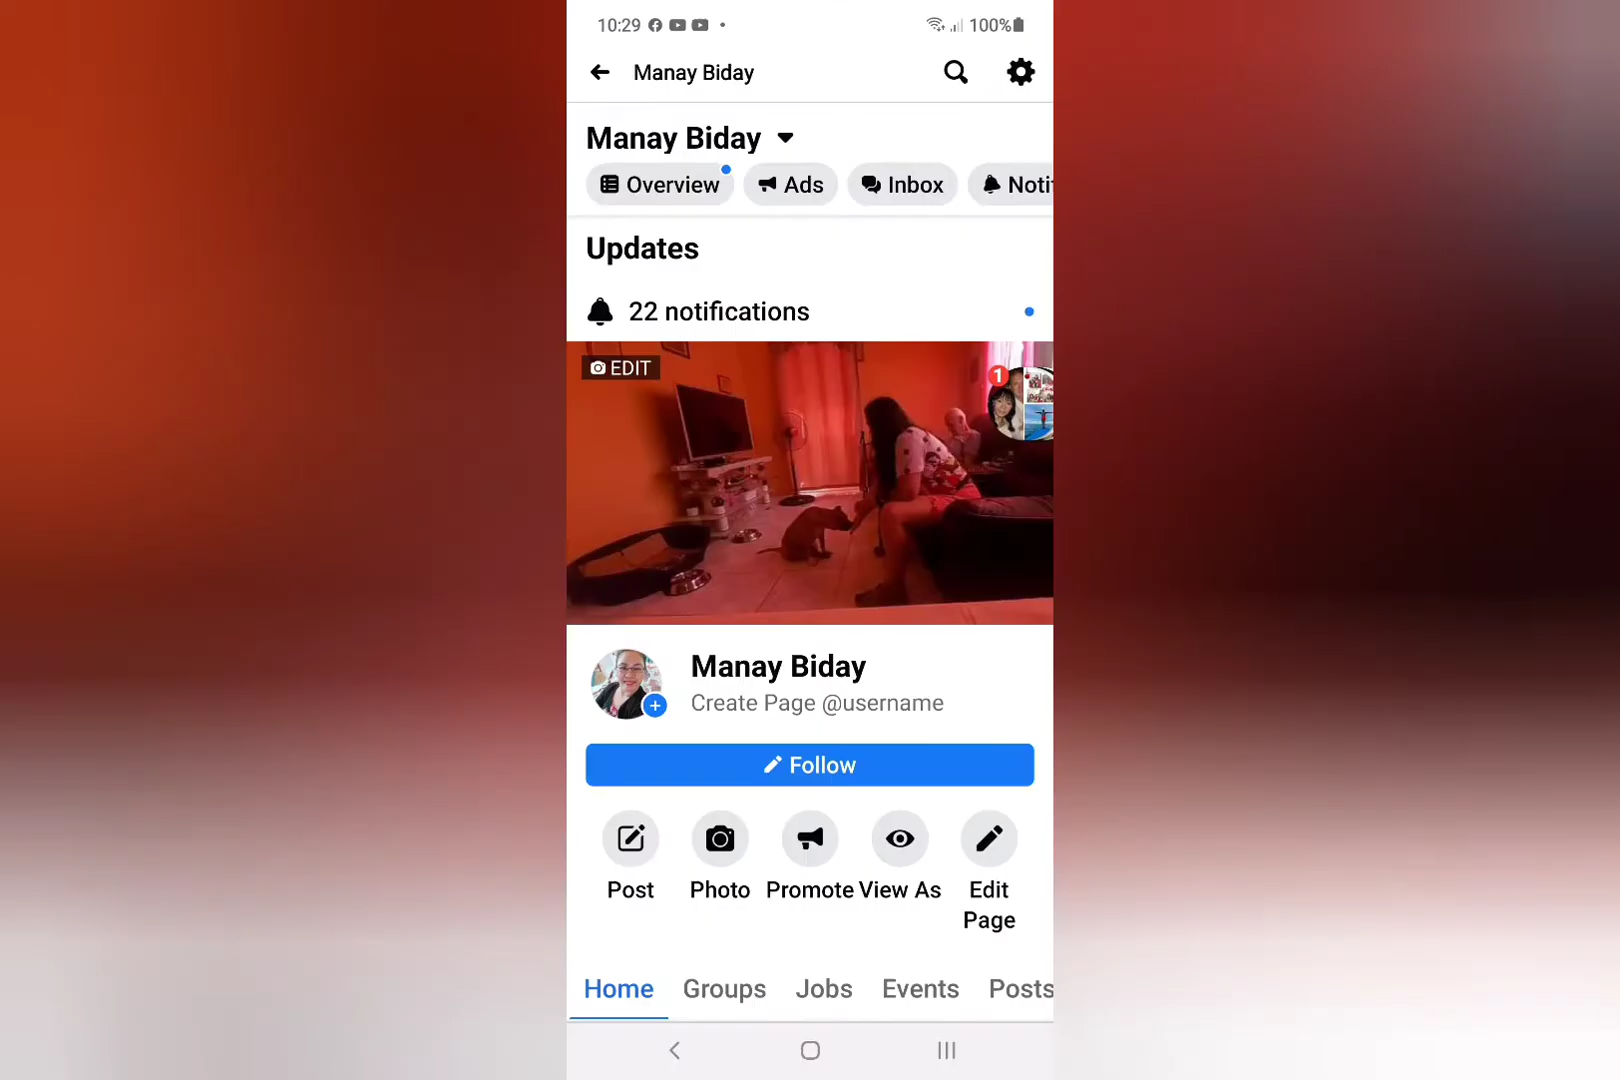 10:29
100%
Manay Biday
Manay Biday
Overview
Ads
Inbox
Noti
Updates
22 notifications
EDIT
1
Manay Biday
Create Page @username
Follow
Post
Photo
Promote
View As
Edit
Page
Home
Groups
Jobs
Events
Posts